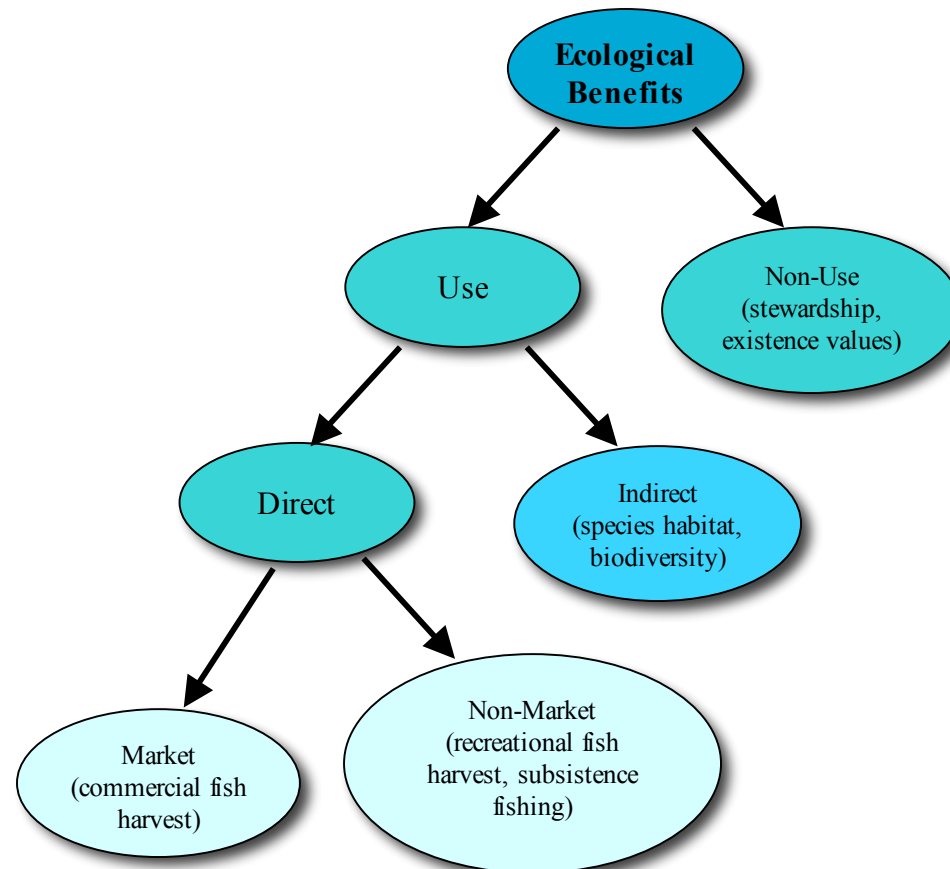 Ecological
Benefits
Use
Non-Use
(stewardship,
existence values)
Direct
Indirect
(species habitat,
biodiversity)
Market
(commercial fish
harvest)
Non-Market
(recreational fish
harvest, subsistence
fishing)